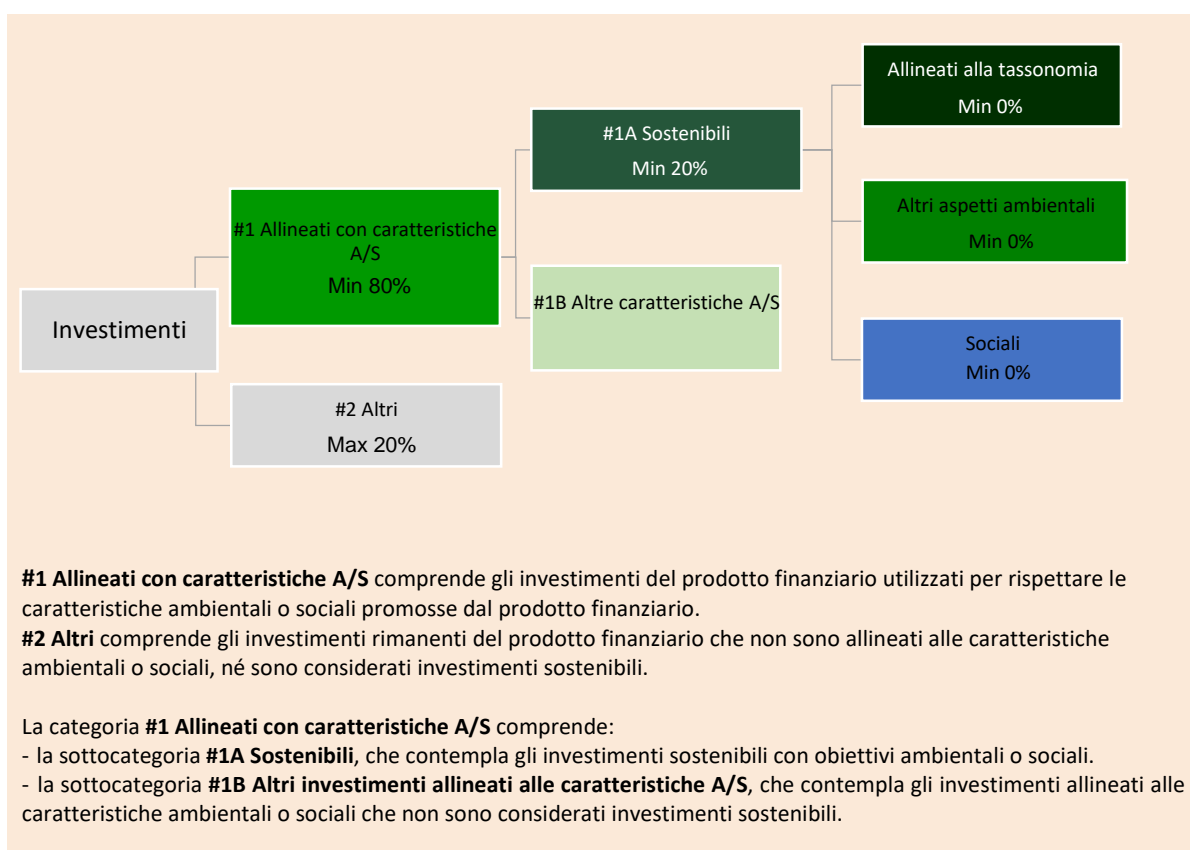 Investimenti
#1 Allineati con caratteristiche
A/S
Min 80%
#2 Altri
Max 20%
#1A Sostenibili
Min 20%
#1B Altre caratteristiche A/S
Allineati alla tassonomia
Min 0%
Altri aspetti ambientali
Min 0%
Sociali
Min 0%
#1 Allineati con caratteristiche A/S comprende gli investimenti del prodotto finanziario utilizzati per rispettare le
caratteristiche ambientali o sociali promosse dal prodotto finanziario.
#2 Altri comprende gli investimenti rimanenti del prodotto finanziario che non sono allineati alle caratteristiche
ambientali o sociali, né sono considerati investimenti sostenibili.
La categoria #1 Allineati con caratteristiche A/S comprende:
- la sottocategoria #1A Sostenibili, che contempla gli investimenti sostenibili con obiettivi ambientali o sociali.
- la sottocategoria #1B Altri investimenti allineati alle caratteristiche A/S, che contempla gli investimenti allineati alle
caratteristiche ambientali o sociali che non sono considerati investimenti sostenibili.